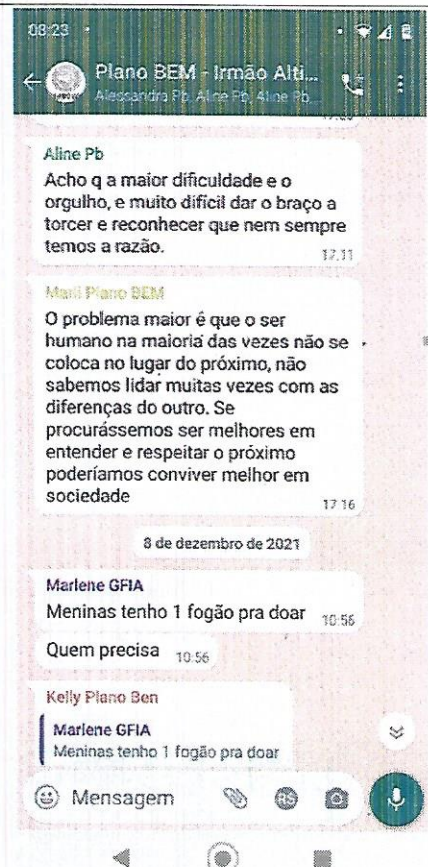 08:23
Plano BEM - Irmão Alti...
Alessandra Pb, Aline Pb, Aline Pb...
Aline Pb
Acho q a maior dificuldade e o
orgulho, e muito difícil dar o braço a
torcer e reconhecer que nem sempre
temos a razão.
17:11
Marli Plano BEM
O problema maior é que o ser
humano na maioria das vezes não se
coloca no lugar do próximo, não
sabemos lidar muitas vezes com as
diferenças do outro. Se
procurássemos ser melhores em
entender e respeitar o próximo
poderíamos conviver melhor em
sociedade
17:16
8 de dezembro de 2021
Marlene GFIA
Meninas tenho 1 fogão pra doar 10:56
Quem precisa 10:56
Kelly Plano Ben
Marlene GFIA
Meninas tenho 1 fogão pra doar
Mensagem